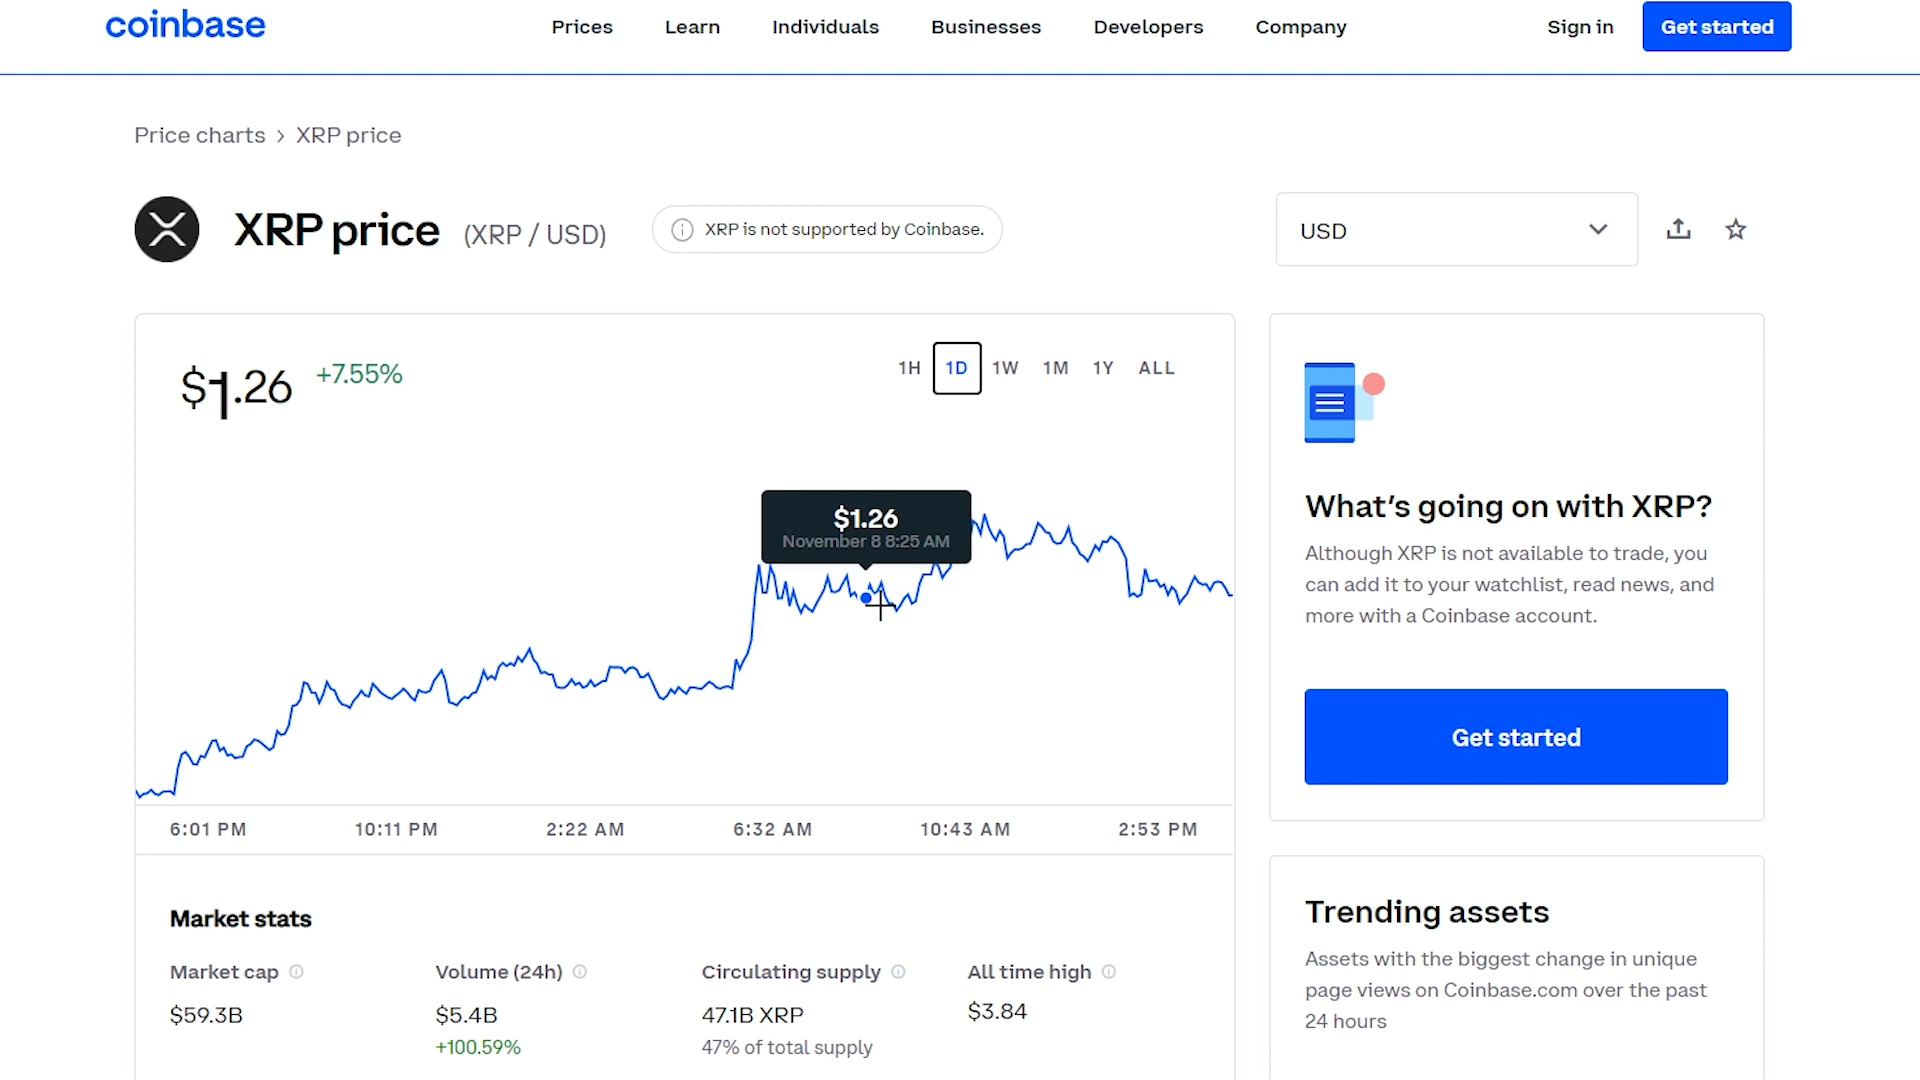 coinbase
Prices Learn Individuals Businesses Developers Company Sign in Get started
Price charts › XRP price
XRP price (XRP / USD) XRP is not supported by Coinbase. USD
$1.26 +7.55% 1H 1D 1W 1M 1Y ALL
$1.26
November 8 8:25 AM
6:01 PM 10:11 PM 2:22 AM 6:32 AM 10:43 AM 2:53 PM
Market stats
Market cap Volume (24h) Circulating supply All time high
$59.3B $5.4B 47.1B XRP $3.84
+100.59% 47% of total supply
What's going on with XRP?
Although XRP is not available to trade, you
can add it to your watchlist, read news, and
more with a Coinbase account.
Get started
Trending assets
Assets with the biggest change in unique
page views on Coinbase.com over the past
24 hours